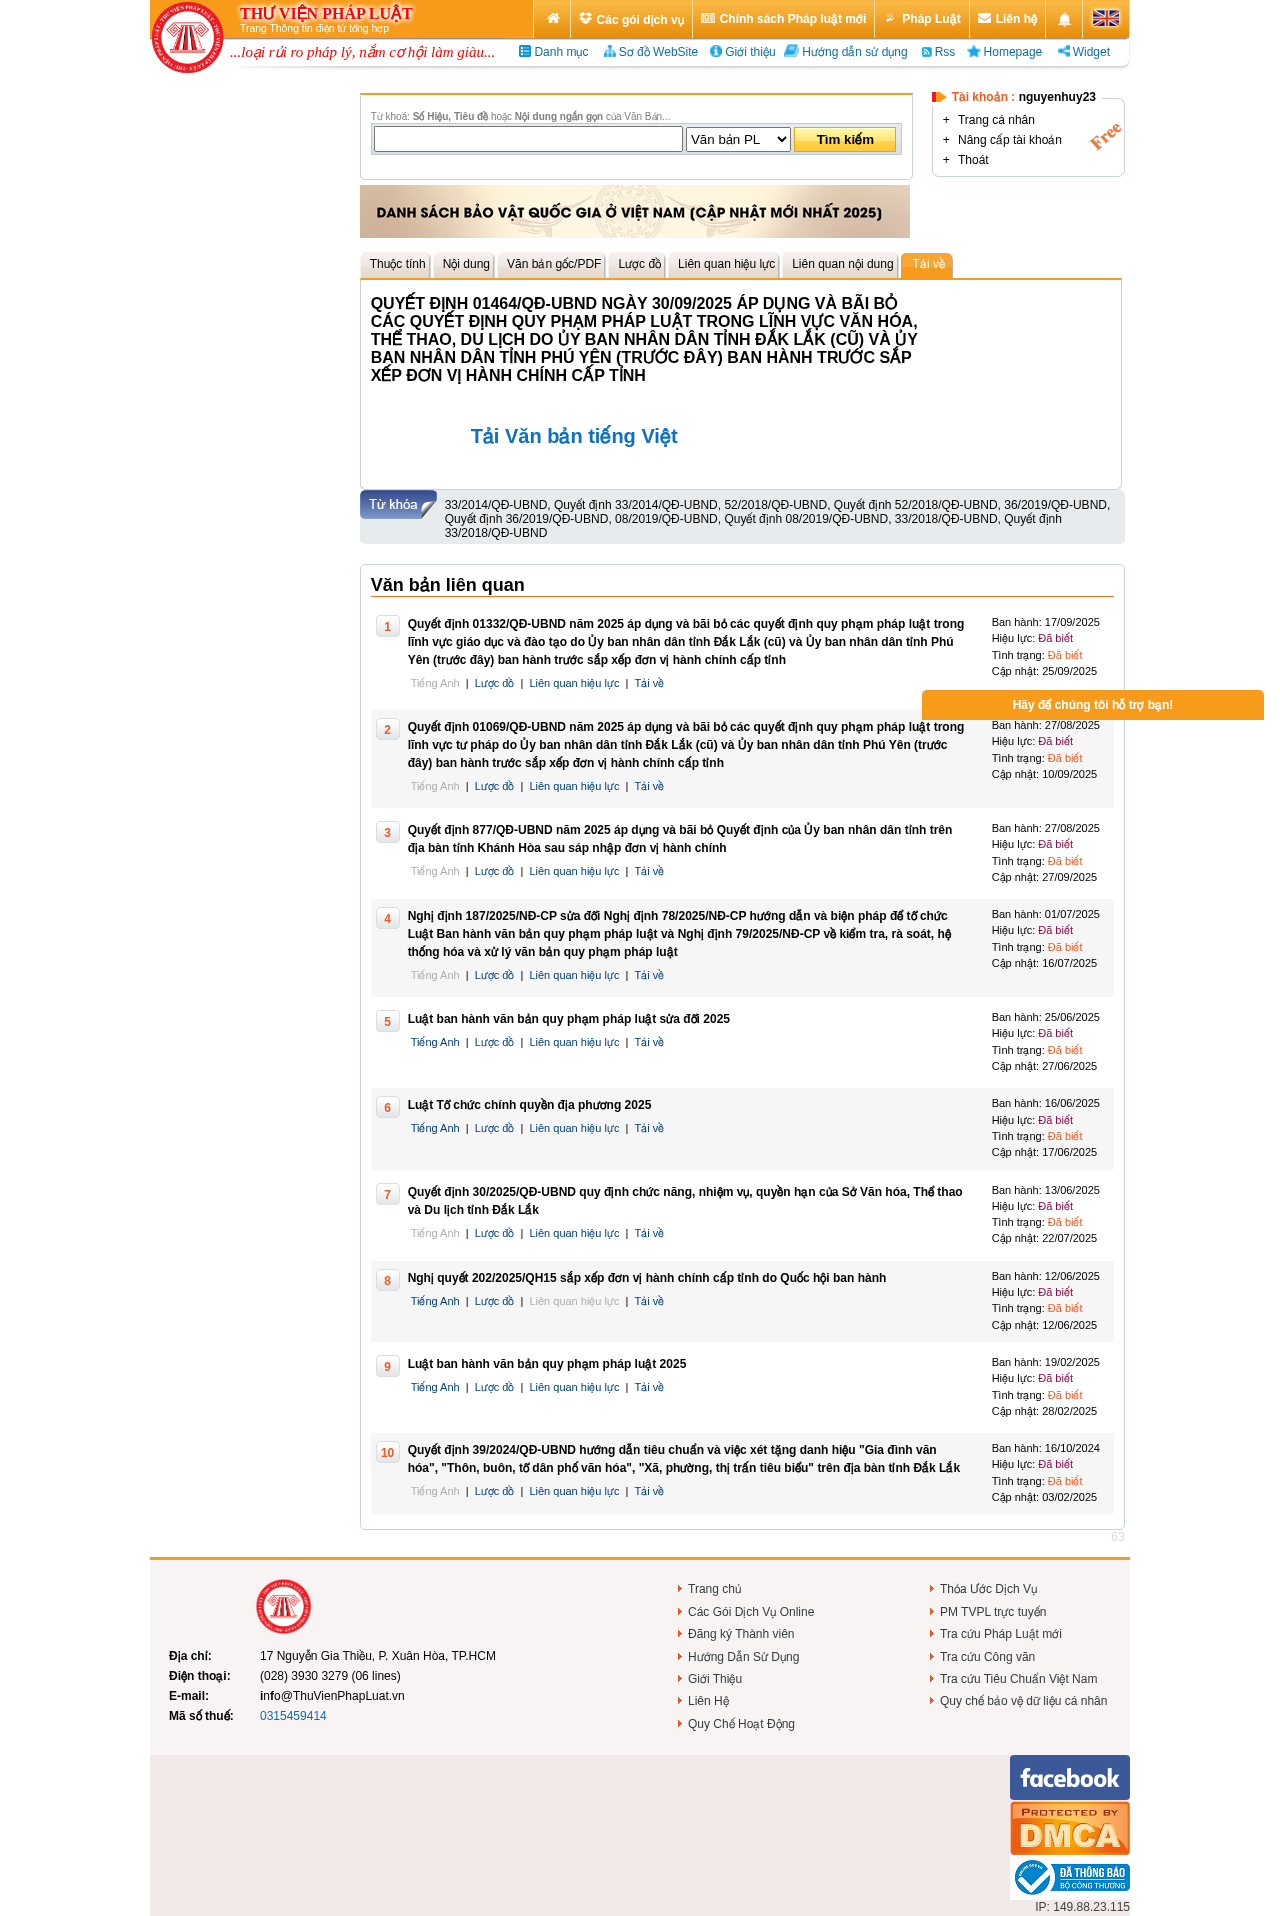 THƯ VIỆN PHÁP LUẬT
Trang Thông tin điện tử tổng hợp
Các gói dịch vụ
Chính sách Pháp luật mới
Pháp Luật
Liên hệ
...loại rủi ro pháp lý, nắm cơ hội làm giàu...
Danh mục
Sơ đồ WebSite
Giới thiệu
Hướng dẫn sử dụng
Rss
Homepage
Widget
Từ khoá: Số Hiệu, Tiêu đề hoặc Nội dung ngắn gọn của Văn Bản...
Văn bản PL
Tìm kiếm
Tài khoản : nguyenhuy23
+ Trang cá nhân
+ Nâng cấp tài khoản
+ Thoát
Free
DANH SÁCH BẢO VẬT QUỐC GIA Ở VIỆT NAM (CẬP NHẬT MỚI NHẤT 2025)
Thuộc tính
Nội dung
Văn bản gốc/PDF
Lược đồ
Liên quan hiệu lực
Liên quan nội dung
Tải về
QUYẾT ĐỊNH 01464/QĐ-UBND NGÀY 30/09/2025 ÁP DỤNG VÀ BÃI BỎ
CÁC QUYẾT ĐỊNH QUY PHẠM PHÁP LUẬT TRONG LĨNH VỰC VĂN HÓA,
THỂ THAO, DU LỊCH DO ỦY BAN NHÂN DÂN TỈNH ĐẮK LẮK (CŨ) VÀ ỦY
BAN NHÂN DÂN TỈNH PHÚ YÊN (TRƯỚC ĐÂY) BAN HÀNH TRƯỚC SẮP
XẾP ĐƠN VỊ HÀNH CHÍNH CẤP TỈNH
Tải Văn bản tiếng Việt
Từ khóa
33/2014/QĐ-UBND, Quyết định 33/2014/QĐ-UBND, 52/2018/QĐ-UBND, Quyết định 52/2018/QĐ-UBND, 36/2019/QĐ-UBND,
Quyết định 36/2019/QĐ-UBND, 08/2019/QĐ-UBND, Quyết định 08/2019/QĐ-UBND, 33/2018/QĐ-UBND, Quyết định
33/2018/QĐ-UBND
Văn bản liên quan
1
Quyết định 01332/QĐ-UBND năm 2025 áp dụng và bãi bỏ các quyết định quy phạm pháp luật trong
lĩnh vực giáo dục và đào tạo do Ủy ban nhân dân tỉnh Đắk Lắk (cũ) và Ủy ban nhân dân tỉnh Phú
Yên (trước đây) ban hành trước sắp xếp đơn vị hành chính cấp tỉnh
Tiếng Anh | Lược đồ | Liên quan hiệu lực | Tải về
Ban hành: 17/09/2025
Hiệu lực: Đã biết
Tình trạng: Đã biết
Cập nhật: 25/09/2025
Hãy để chúng tôi hỗ trợ bạn!
2
Quyết định 01069/QĐ-UBND năm 2025 áp dụng và bãi bỏ các quyết định quy phạm pháp luật trong
lĩnh vực tư pháp do Ủy ban nhân dân tỉnh Đắk Lắk (cũ) và Ủy ban nhân dân tỉnh Phú Yên (trước
đây) ban hành trước sắp xếp đơn vị hành chính cấp tỉnh
Tiếng Anh | Lược đồ | Liên quan hiệu lực | Tải về
Ban hành: 27/08/2025
Hiệu lực: Đã biết
Tình trạng: Đã biết
Cập nhật: 10/09/2025
3
Quyết định 877/QĐ-UBND năm 2025 áp dụng và bãi bỏ Quyết định của Ủy ban nhân dân tỉnh trên
địa bàn tỉnh Khánh Hòa sau sáp nhập đơn vị hành chính
Tiếng Anh | Lược đồ | Liên quan hiệu lực | Tải về
Ban hành: 27/08/2025
Hiệu lực: Đã biết
Tình trạng: Đã biết
Cập nhật: 27/09/2025
4
Nghị định 187/2025/NĐ-CP sửa đổi Nghị định 78/2025/NĐ-CP hướng dẫn và biện pháp để tổ chức
Luật Ban hành văn bản quy phạm pháp luật và Nghị định 79/2025/NĐ-CP về kiểm tra, rà soát, hệ
thống hóa và xử lý văn bản quy phạm pháp luật
Tiếng Anh | Lược đồ | Liên quan hiệu lực | Tải về
Ban hành: 01/07/2025
Hiệu lực: Đã biết
Tình trạng: Đã biết
Cập nhật: 16/07/2025
5
Luật ban hành văn bản quy phạm pháp luật sửa đổi 2025
Tiếng Anh | Lược đồ | Liên quan hiệu lực | Tải về
Ban hành: 25/06/2025
Hiệu lực: Đã biết
Tình trạng: Đã biết
Cập nhật: 27/06/2025
6
Luật Tổ chức chính quyền địa phương 2025
Tiếng Anh | Lược đồ | Liên quan hiệu lực | Tải về
Ban hành: 16/06/2025
Hiệu lực: Đã biết
Tình trạng: Đã biết
Cập nhật: 17/06/2025
7
Quyết định 30/2025/QĐ-UBND quy định chức năng, nhiệm vụ, quyền hạn của Sở Văn hóa, Thể thao
và Du lịch tỉnh Đắk Lắk
Tiếng Anh | Lược đồ | Liên quan hiệu lực | Tải về
Ban hành: 13/06/2025
Hiệu lực: Đã biết
Tình trạng: Đã biết
Cập nhật: 22/07/2025
8
Nghị quyết 202/2025/QH15 sắp xếp đơn vị hành chính cấp tỉnh do Quốc hội ban hành
Tiếng Anh | Lược đồ | Liên quan hiệu lực | Tải về
Ban hành: 12/06/2025
Hiệu lực: Đã biết
Tình trạng: Đã biết
Cập nhật: 12/06/2025
9
Luật ban hành văn bản quy phạm pháp luật 2025
Tiếng Anh | Lược đồ | Liên quan hiệu lực | Tải về
Ban hành: 19/02/2025
Hiệu lực: Đã biết
Tình trạng: Đã biết
Cập nhật: 28/02/2025
10
Quyết định 39/2024/QĐ-UBND hướng dẫn tiêu chuẩn và việc xét tặng danh hiệu "Gia đình văn
hóa", "Thôn, buôn, tổ dân phố văn hóa", "Xã, phường, thị trấn tiêu biểu" trên địa bàn tỉnh Đắk Lắk
Tiếng Anh | Lược đồ | Liên quan hiệu lực | Tải về
Ban hành: 16/10/2024
Hiệu lực: Đã biết
Tình trạng: Đã biết
Cập nhật: 03/02/2025
63
Địa chỉ: 17 Nguyễn Gia Thiều, P. Xuân Hòa, TP.HCM
Điện thoại: (028) 3930 3279 (06 lines)
E-mail: info@ThuVienPhapLuat.vn
Mã số thuế: 0315459414
Trang chủ
Các Gói Dịch Vụ Online
Đăng ký Thành viên
Hướng Dẫn Sử Dụng
Giới Thiệu
Liên Hệ
Quy Chế Hoạt Động
Thỏa Ước Dịch Vụ
PM TVPL trực tuyến
Tra cứu Pháp Luật mới
Tra cứu Công văn
Tra cứu Tiêu Chuẩn Việt Nam
Quy chế bảo vệ dữ liệu cá nhân
facebook
PROTECTED BY
DMCA
ĐÃ THÔNG BÁO
BỘ CÔNG THƯƠNG
IP: 149.88.23.115